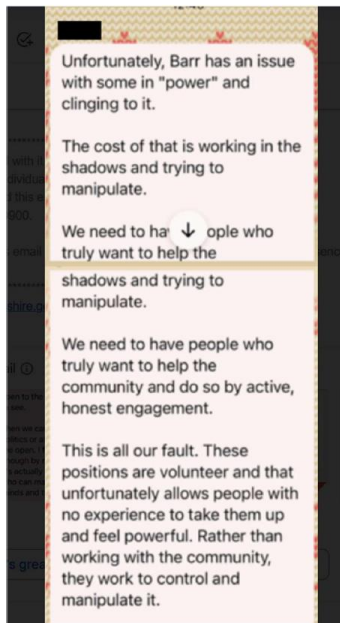 Unfortunately, Barr has an issue
with some in "power" and
clinging to it.
The cost of that is working in the
shadows and trying to
manipulate.
We need to ha ople who
truly want to help the
shadows and trying to
manipulate.
We need to have people who
truly want to help the
community and do so by active,
honest engagement.
This is all our fault. These
positions are volunteer and that
unfortunately allows people with
no experience to take them up
and feel powerful. Rather than
working with the community,
they work to control and
manipulate it.